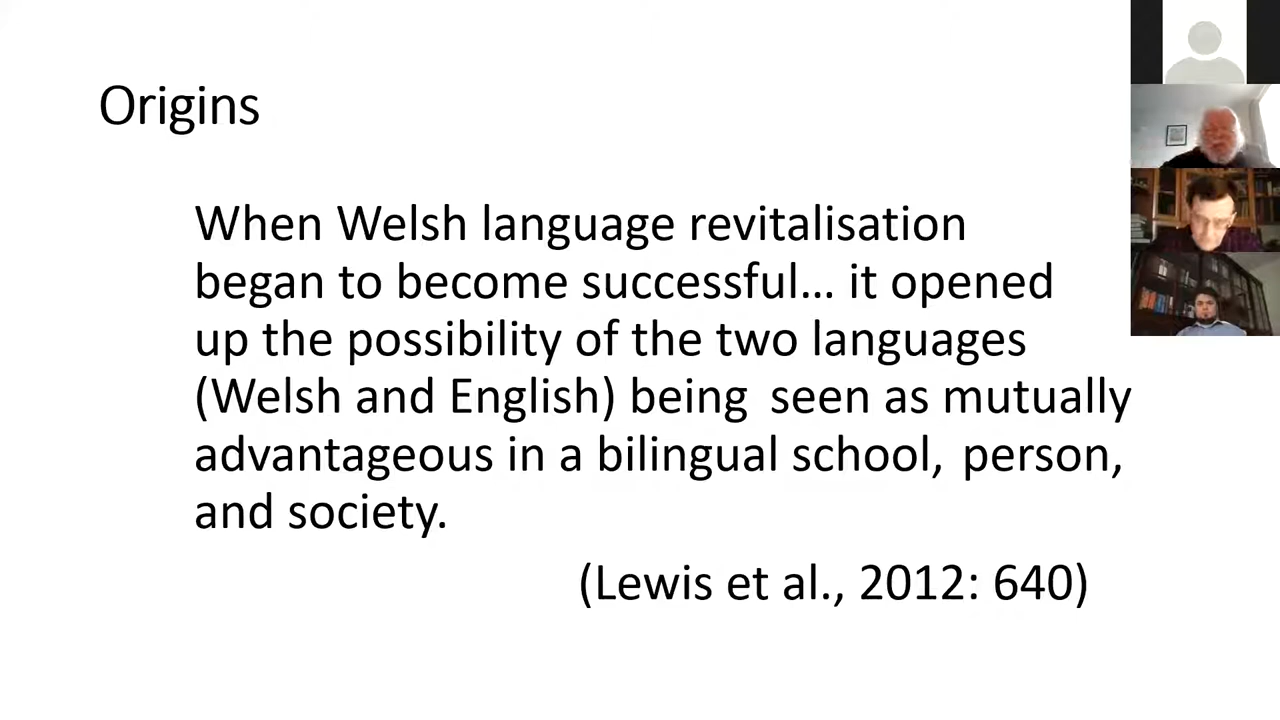 Origins
When Welsh language revitalisation
began to become successful… it opened
up the possibility of the two languages
(Welsh and English) being seen as mutually
advantageous in a bilingual school, person,
and society.
(Lewis et al., 2012: 640)